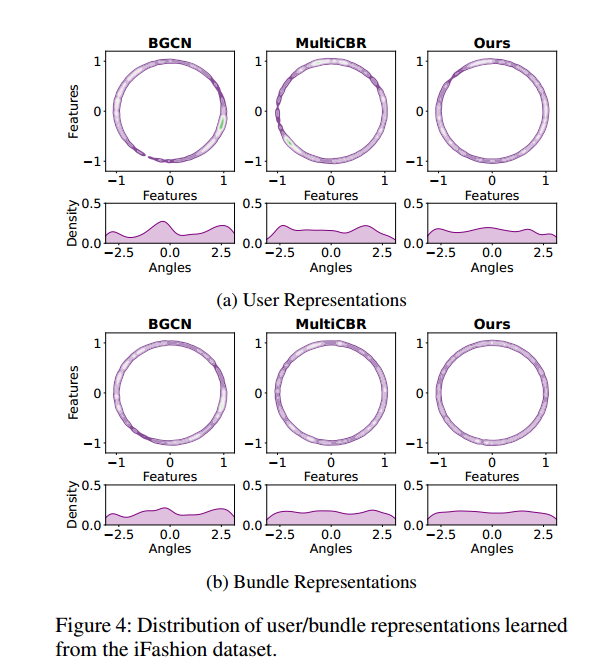 BGCN MultiCBR Ours
1 1 1
Features 0 0 0
−1 −1 −1
−1 0 1 −1 0 1 −1 0 1
Features Features Features
0.5 0.5 0.5
Density
0.0 0.0 0.0
−2.5 0.0 2.5 −2.5 0.0 2.5 −2.5 0.0 2.5
Angles Angles Angles
(a) User Representations
BGCN MultiCBR Ours
1 1 1
Features 0 0 0
−1 −1 −1
−1 0 1 −1 0 1 −1 0 1
Features Features Features
0.5 0.5 0.5
Density
0.0 0.0 0.0
−2.5 0.0 2.5 −2.5 0.0 2.5 −2.5 0.0 2.5
Angles Angles Angles
(b) Bundle Representations
Figure 4: Distribution of user/bundle representations learned
from the iFashion dataset.